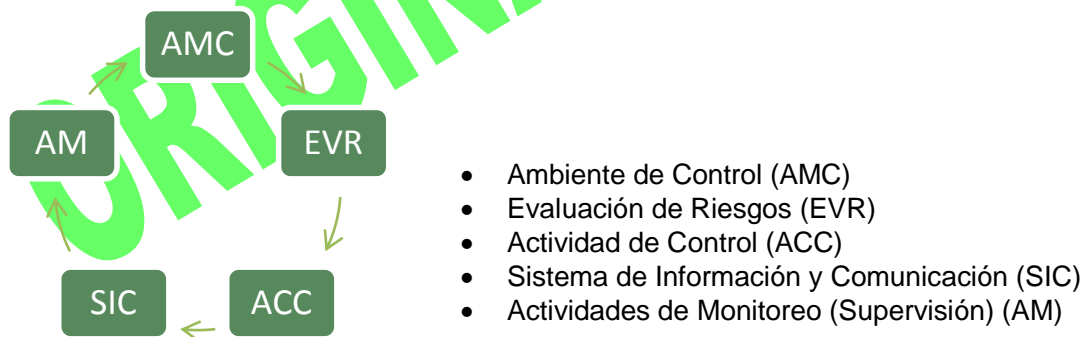 AMC
AM
EVR
SIC
ACC
• Ambiente de Control (AMC)
• Evaluación de Riesgos (EVR)
• Actividad de Control (ACC)
• Sistema de Información y Comunicación (SIC)
• Actividades de Monitoreo (Supervisión) (AM)